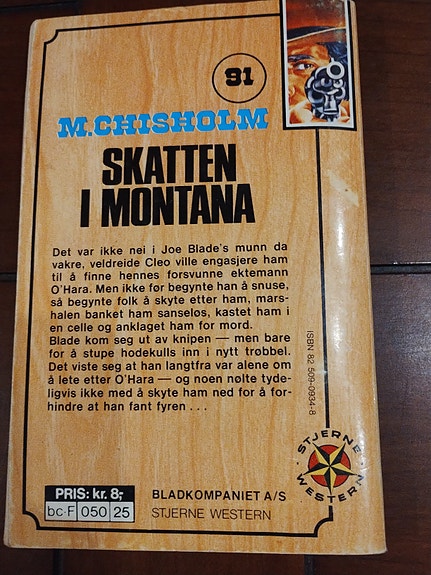 91
M. CHISHOLM
SKATTEN
I MONTANA
Det var ikke nei i Joe Blade's munn da
vakre, veldreide Cleo ville engasjere ham
til å finne hennes forsvunne ektemann
O'Hara. Men ikke før begynte han å snuse,
så begynte folk å skyte etter ham, mars-
halen banket ham sanseløs, kastet ham i
en celle og anklaget ham for mord.
Blade kom seg ut av knipen — men bare
for å stupe hodekulls inn i nytt trøbbel.
Det viste seg at han langtfra var alene om
å lete etter O'Hara — og noen nølte tyde-
ligvis ikke med å skyte ham ned for å for-
hindre at han fant fyren . . .
ISBN 82 509-0934-8
STJERNE
WESTERN
PRIS: kr. 8,-
bc-F 050 25
BLADKOMPANIET A/S
STJERNE WESTERN